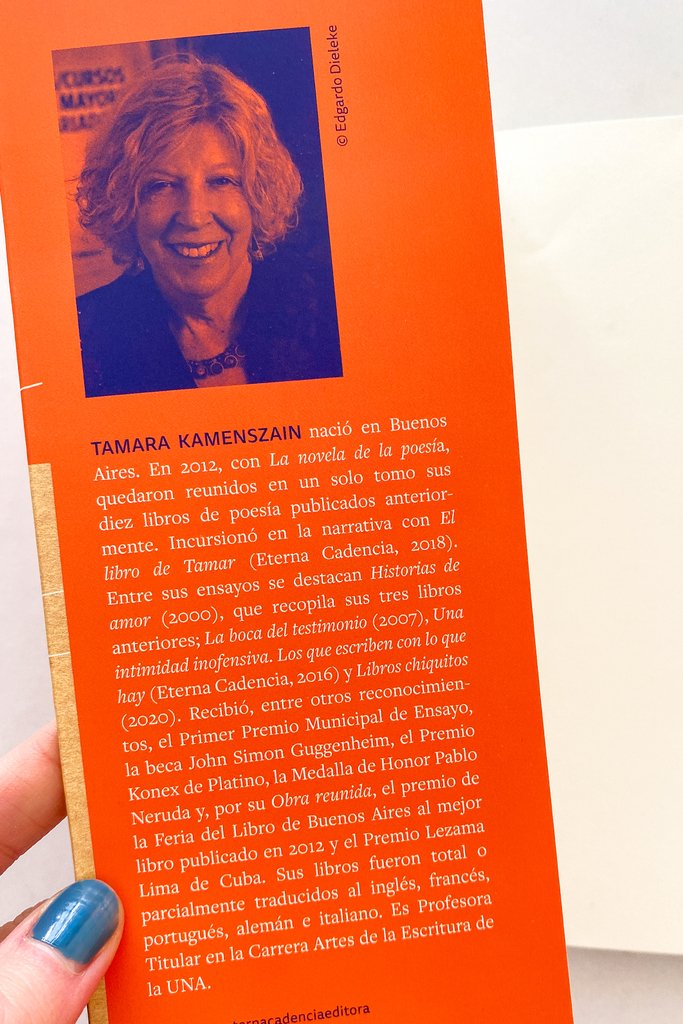 /CURSOS
MAYO
© Edgardo Dieleke
TAMARA KAMENSZAIN nació en Buenos
Aires. En 2012, con La novela de la poesía,
quedaron reunidos en un solo tomo sus
diez libros de poesía publicados anterior-
mente. Incursionó en la narrativa con El
libro de Tamar (Eterna Cadencia, 2018).
Entre sus ensayos se destacan Historias de
amor (2000), que recopila sus tres libros
anteriores; La boca del testimonio (2007), Una
intimidad inofensiva. Los que escriben con lo que
hay (Eterna Cadencia, 2016) y Libros chiquitos
(2020). Recibió, entre otros reconocimien-
tos, el Primer Premio Municipal de Ensayo,
la beca John Simon Guggenheim, el Premio
Konex de Platino, la Medalla de Honor Pablo
Neruda y, por su Obra reunida, el premio de
la Feria del Libro de Buenos Aires al mejor
libro publicado en 2012 y el Premio Lezama
Lima de Cuba. Sus libros fueron total o
parcialmente traducidos al inglés, francés,
portugués, alemán e italiano. Es Profesora
Titular en la Carrera Artes de la Escritura de
la UNA.
ternacadenciaeditora